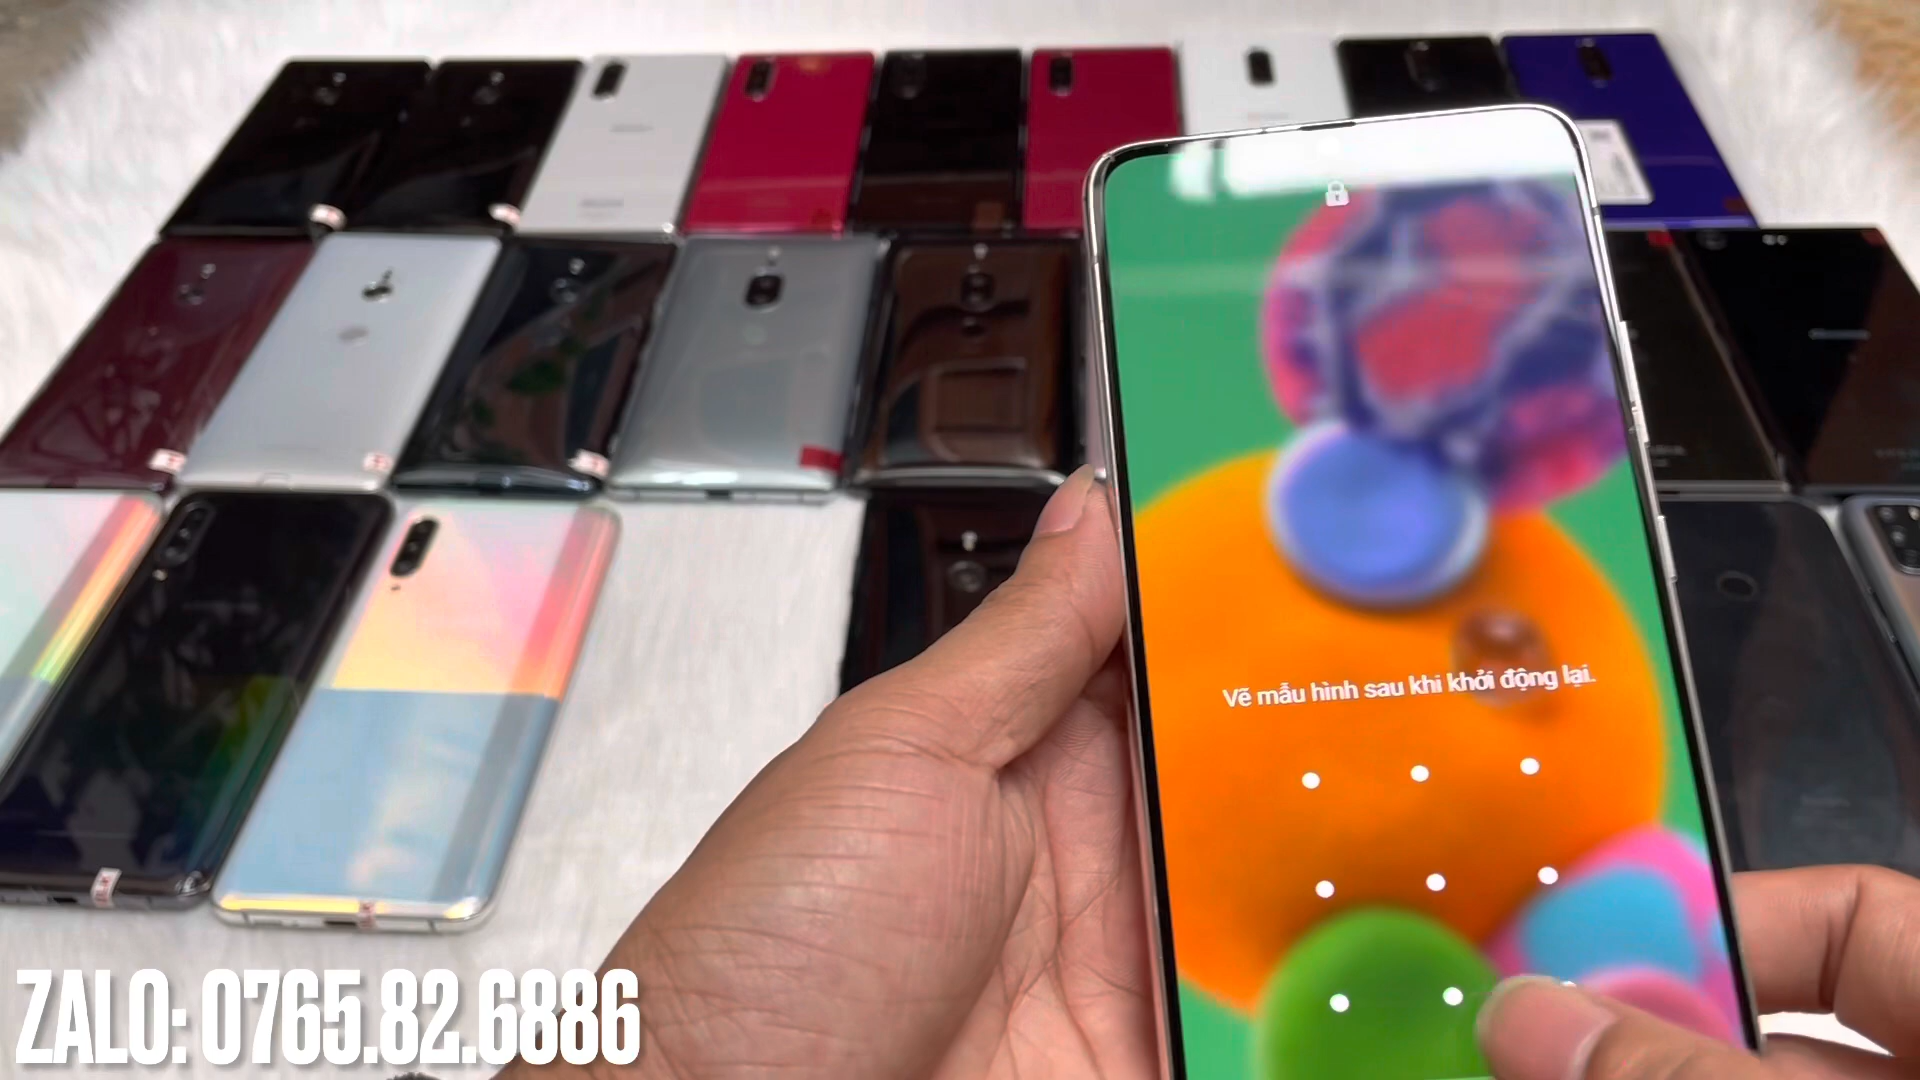 Vẽ mẫu hình sau khi khởi động lại.
ZALO: 0765.82.6886